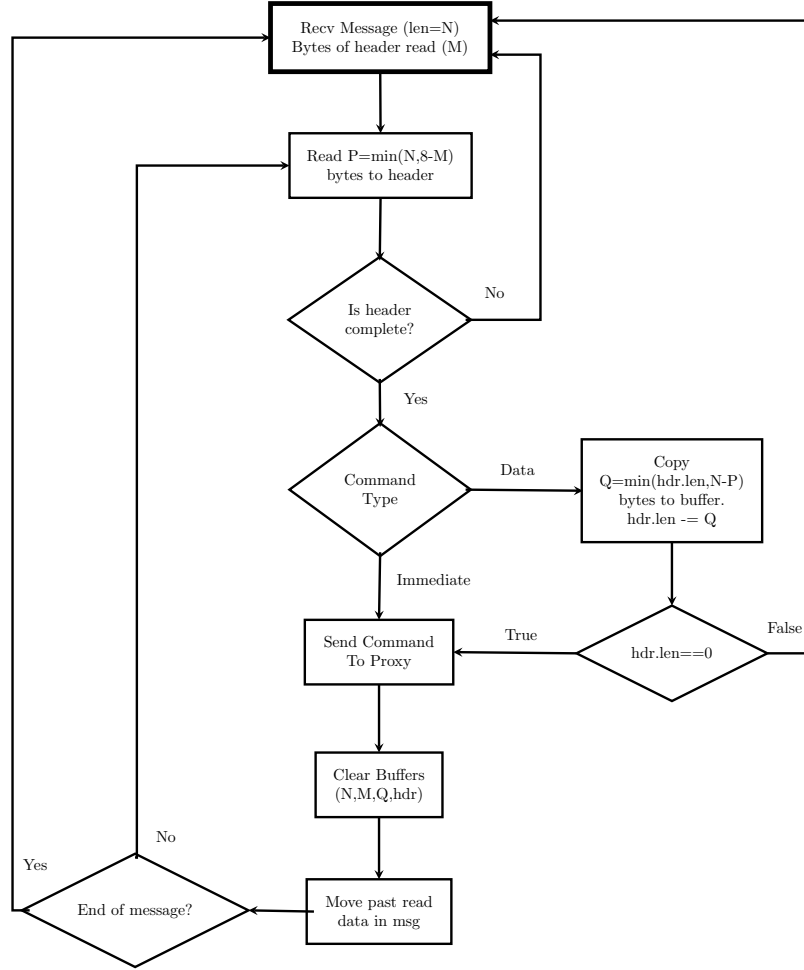 Recv Message (len=N)
Bytes of header read (M)
Read P=min(N,8-M)
bytes to header
Is header
complete?
No
Yes
Command
Type
Data
Copy
Q=min(hdr.len,N-P)
bytes to buffer.
hdr.len -= Q
Immediate
Send Command
To Proxy
True
hdr.len==0
False
Clear Buffers
(N,M,Q,hdr)
No
Yes
End of message?
Move past read
data in msg